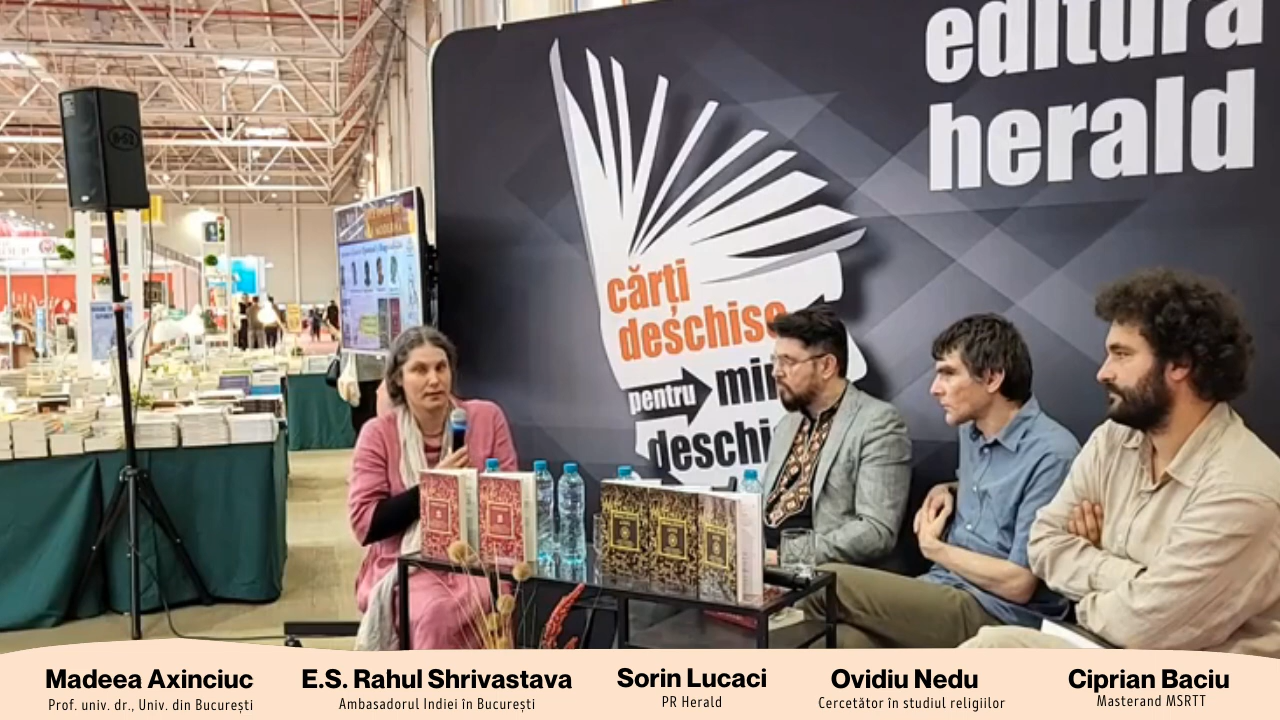 editura
herald
cărți
deschise
pentru
deschi
Madeea Axinciuc
Prof. univ. dr., Univ. din București
E.S. Rahul Shrivastava
Ambasadorul Indiei în București
Sorin Lucaci
PR Herald
Ovidiu Nedu
Cercetător în studiul religiilor
Ciprian Baciu
Masterand MSRTT